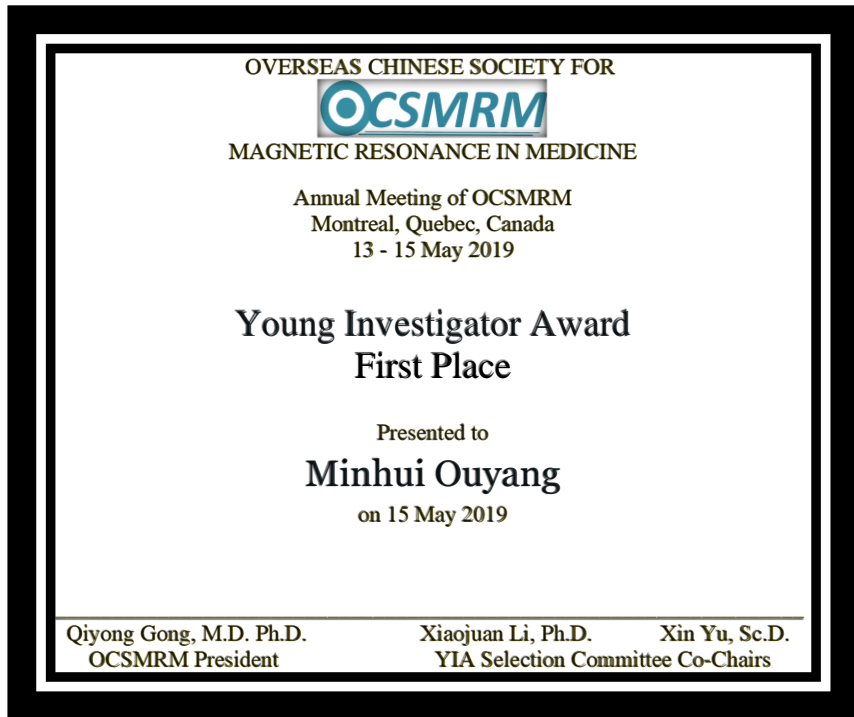 OVERSEAS CHINESE SOCIETY FOR
OCSMRM
MAGNETIC RESONANCE IN MEDICINE
Annual Meeting of OCSMRM
Montreal, Quebec, Canada
13 - 15 May 2019
Young Investigator Award
First Place
Presented to
Minhui Ouyang
on 15 May 2019
Qiyong Gong, M.D. Ph.D. Xiaojuan Li, Ph.D. Xin Yu, Sc.D.
OCSMRM President YIA Selection Committee Co-Chairs